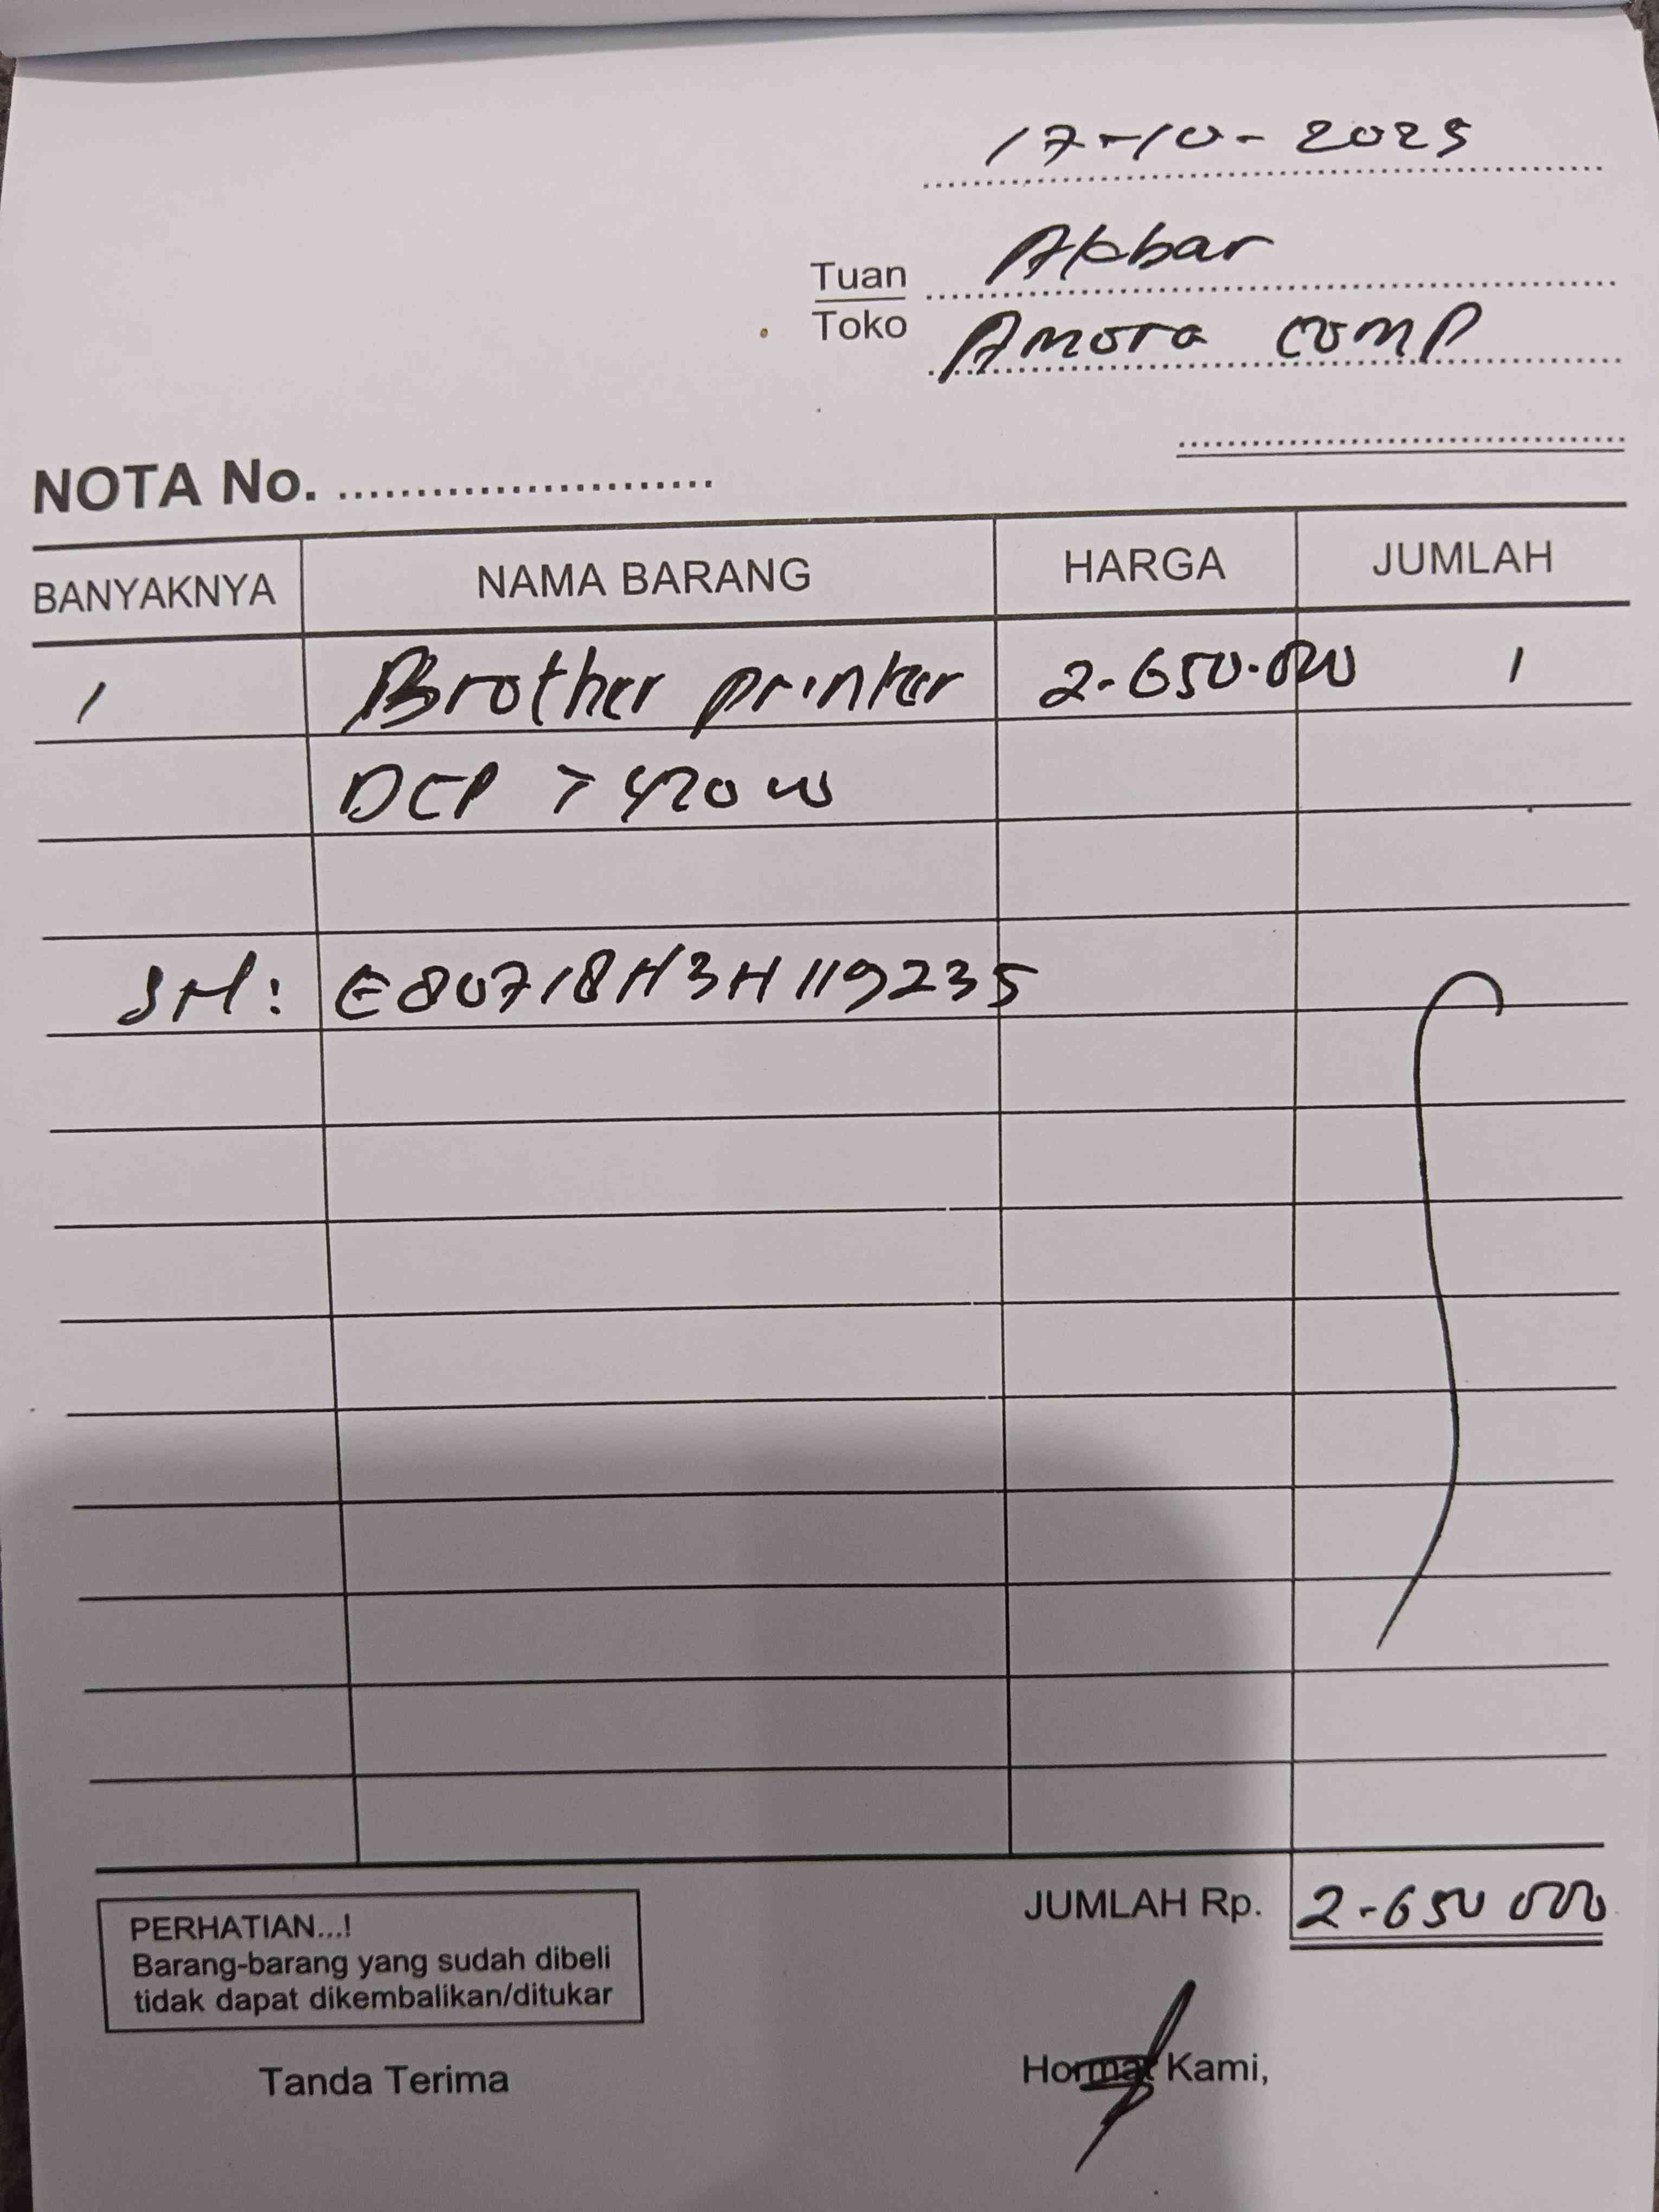 17-10-2025
Tuan Akbar
Toko Amora comp
NOTA No. ........................
BANYAKNYA NAMA BARANG HARGA JUMLAH
1 Brother printer 2.650.000 1
DCP T420w
SN: E80718H3H119235
JUMLAH Rp. 2.650 000
PERHATIAN...!
Barang-barang yang sudah dibeli
tidak dapat dikembalikan/ditukar
Tanda Terima Hormat Kami,